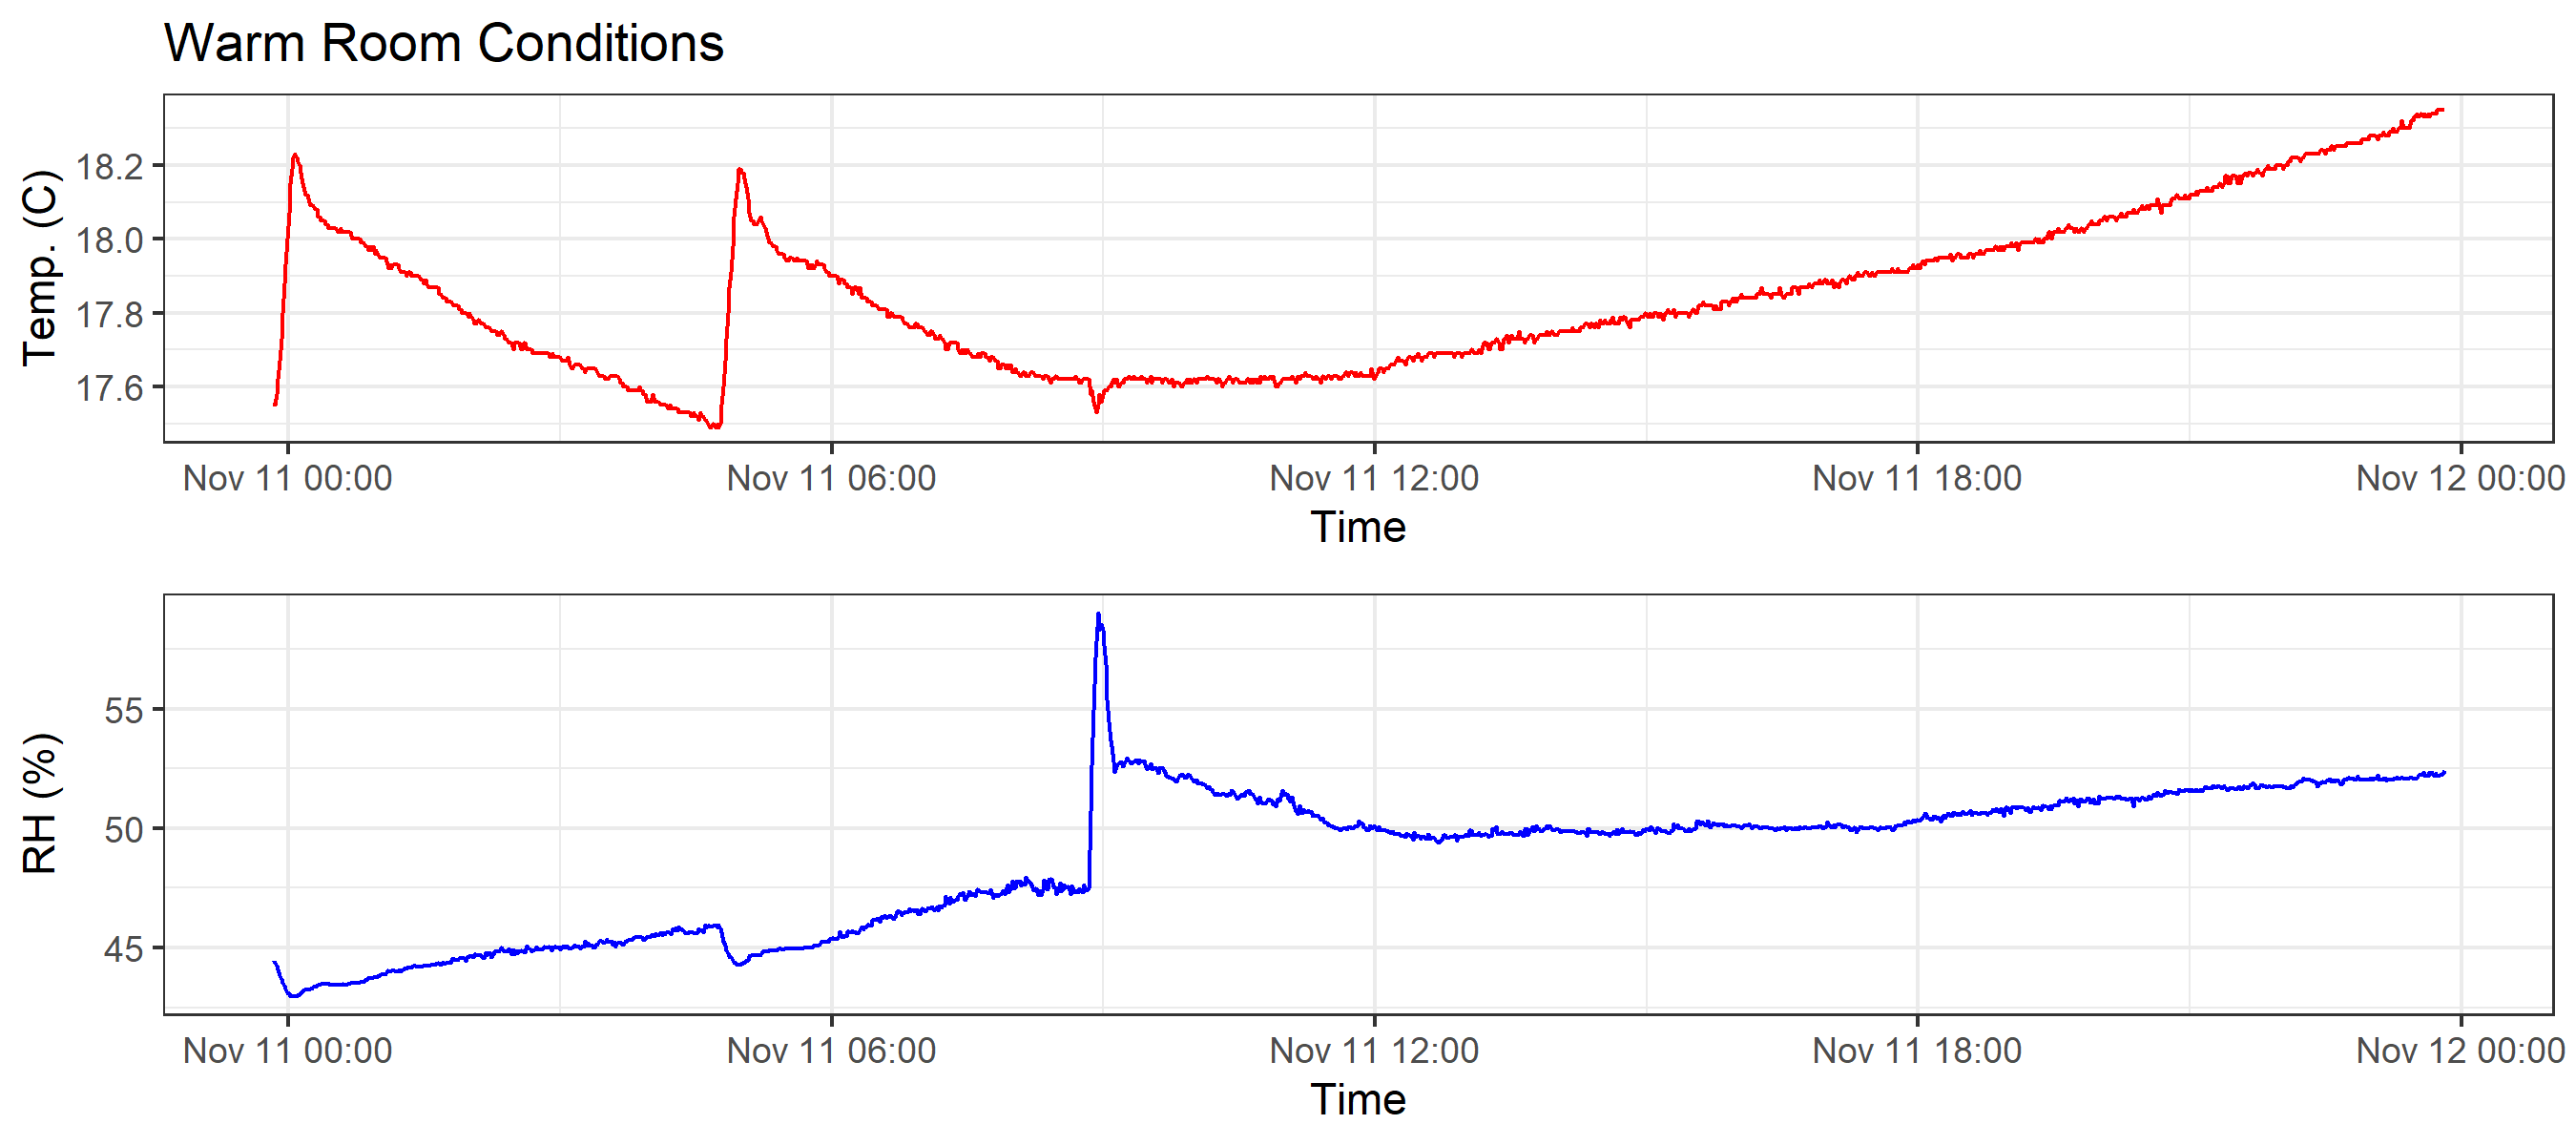 Warm Room Conditions
Temp. (C)
18.2
18.0
17.8
17.6
Nov 11 00:00 Nov 11 06:00 Nov 11 12:00 Nov 11 18:00 Nov 12 00:00
Time
RH (%)
55
50
45
Nov 11 00:00 Nov 11 06:00 Nov 11 12:00 Nov 11 18:00 Nov 12 00:00
Time